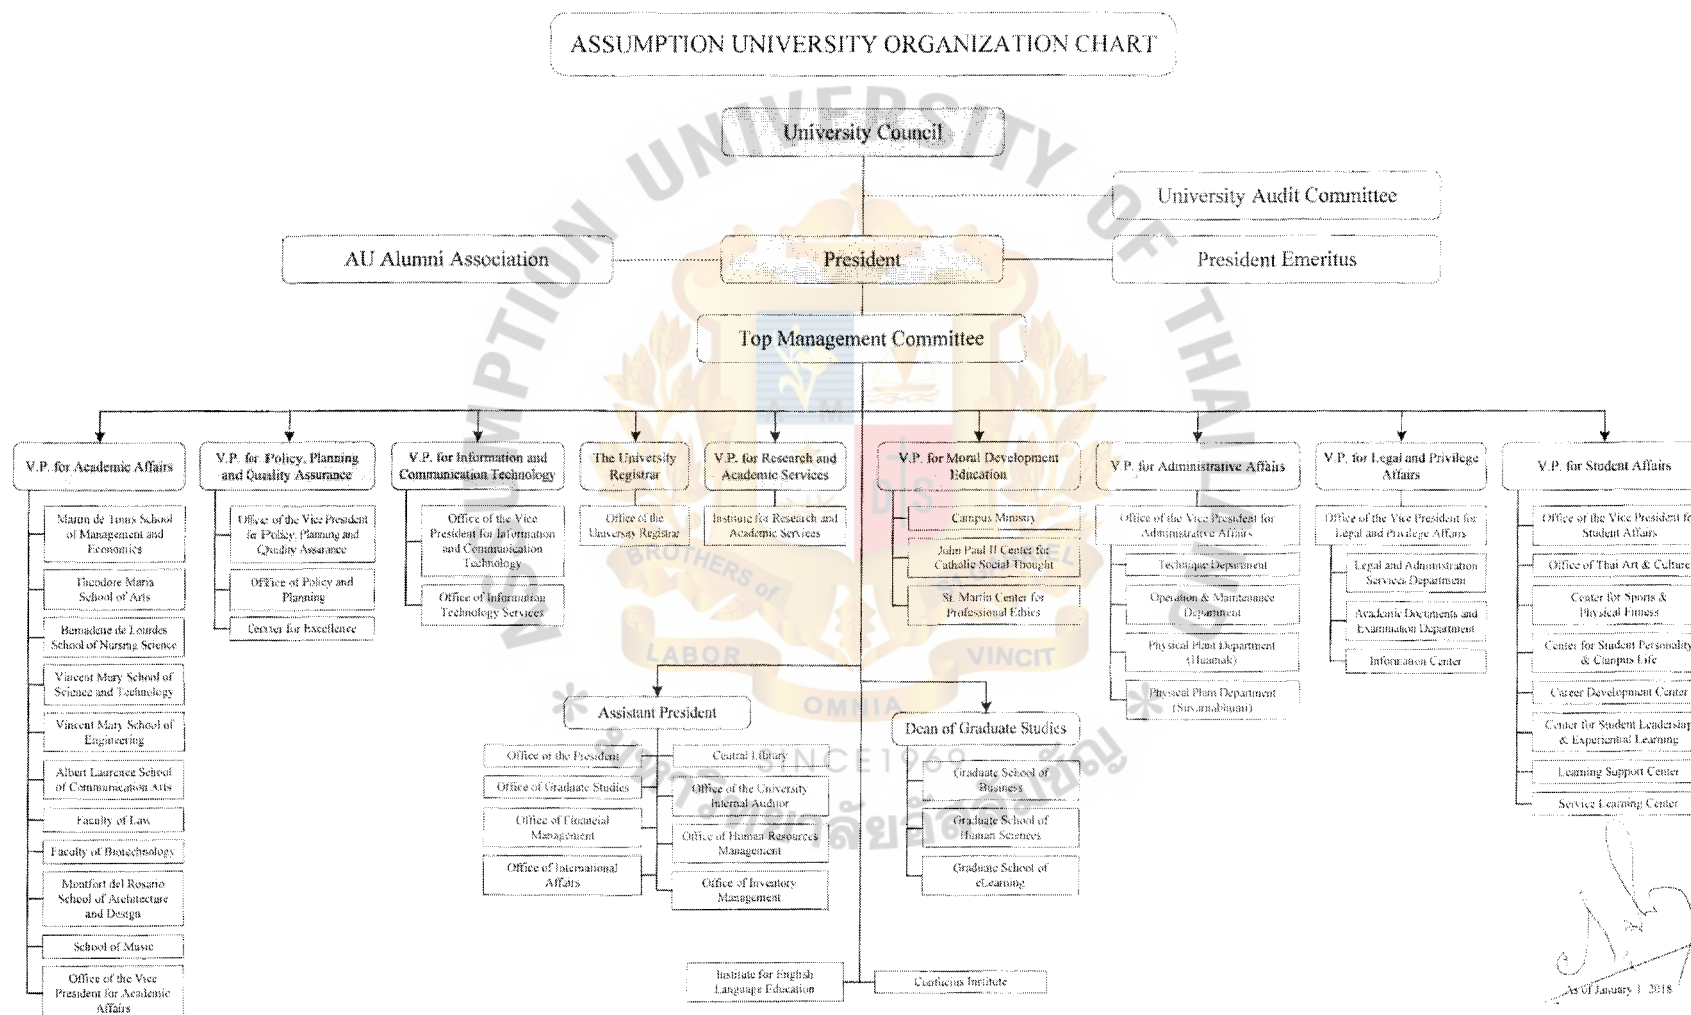 ASSUMPTION UNIVERSITY ORGANIZATION CHART
University Council
University Audit Committee
AU Alumni Association
President
President Emeritus
Top Management Committee
V.P. for Academic Affairs
Martin de Tours School
of Management and
Economics
Theodore Maria
School of Arts
Bernadette de Lourdes
School of Nursing Science
Vincent Mary School of
Science and Technology
Vincent Mary School of
Engineering
Albert Laurence School
of Communication Arts
Faculty of Law
Faculty of Biotechnology
Montfort del Rosario
School of Architecture
and Design
School of Music
Office of the Vice
President for Academic
Affairs
V.P. for Policy, Planning
and Quality Assurance
Office of the Vice President
for Policy, Planning and
Quality Assurance
Office of Policy and
Planning
Center for Excellence
V.P. for Information and
Communication Technology
Office of the Vice
President for Information
and Communication
Technology
Office of Information
Technology Services
The University
Registrar
Office of the
University Registrar
V.P. for Research and
Academic Services
Institute for Research and
Academic Services
V.P. for Moral Development
Education
Campus Ministry
John Paul II Center for
Catholic Social Thought
St. Martin Center for
Professional Ethics
V.P. for Administrative Affairs
Office of the Vice President for
Administrative Affairs
Technique Department
Operation & Maintenance
Department
Physical Plant Department
(Huamak)
Physical Plant Department
(Suvarnabhumi)
V.P. for Legal and Privilege
Affairs
Office of the Vice President for
Legal and Privilege Affairs
Legal and Administration
Services Department
Academic Documents and
Examination Department
Information Center
V.P. for Student Affairs
Office of the Vice President for
Student Affairs
Office of Thai Art & Culture
Center for Sports &
Physical Fitness
Center for Student Personality
& Campus Life
Career Development Center
Center for Student Leadership
& Experiential Learning
Learning Support Center
Service Learning Center
Assistant President
Office of the President
Office of Graduate Studies
Office of Financial
Management
Office of International
Affairs
Central Library
Office of the University
Internal Auditor
Office of Human Resources
Management
Office of Inventory
Management
Dean of Graduate Studies
Graduate School of
Business
Graduate School of
Human Sciences
Graduate School of
eLearning
Institute for English
Language Education
Confucius Institute
As of January 1 2018
ASSUMPTION UNIVERSITY OF THAILAND
A M
D S
BROTHERS OF
ST GABRIEL
LABOR
OMNIA
VINCIT
SINCE 1969